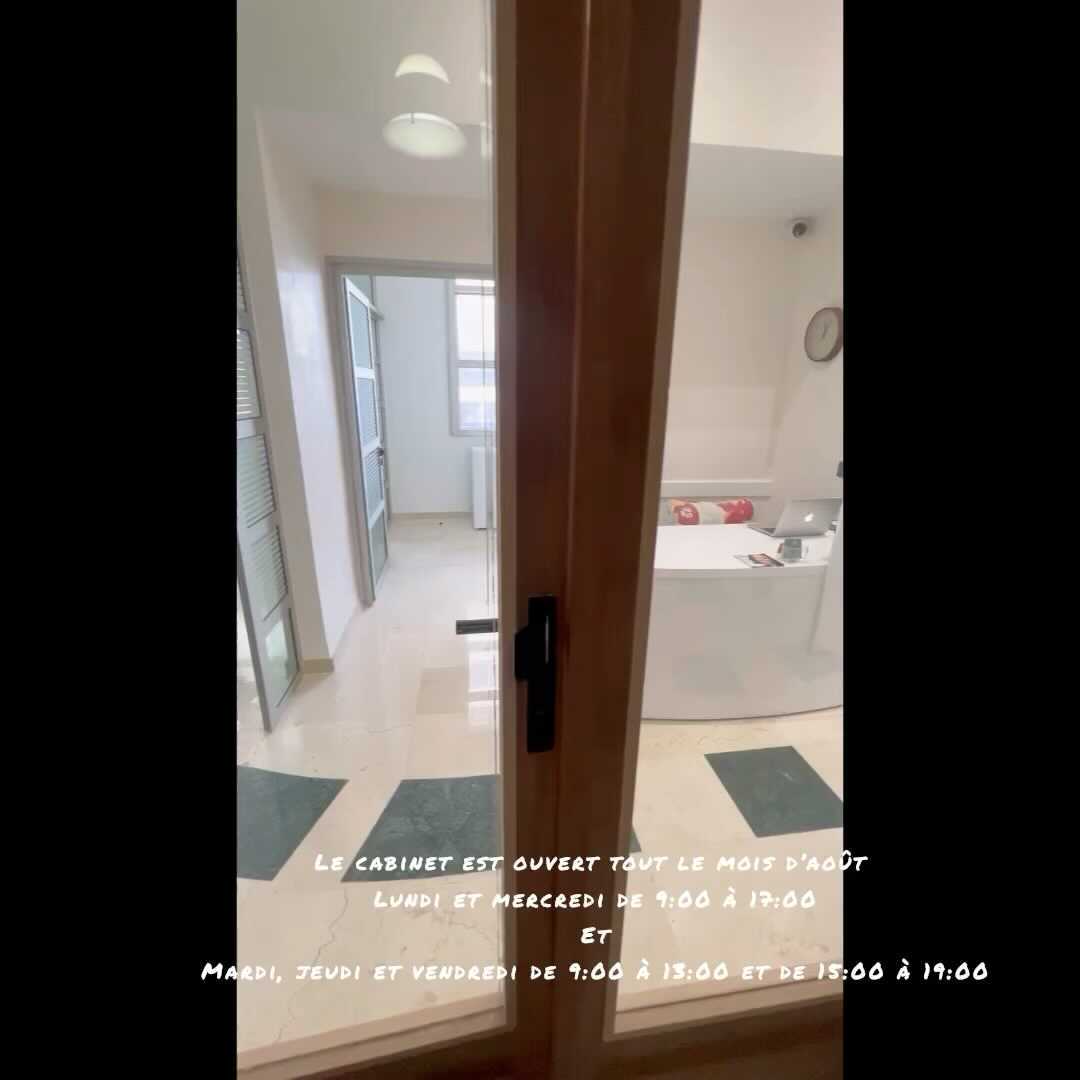 Le cabinet est ouvert tout le mois d'août
Lundi et mercredi de 9:00 à 17:00
Et
Mardi, jeudi et vendredi de 9:00 à 13:00 et de 15:00 à 19:00